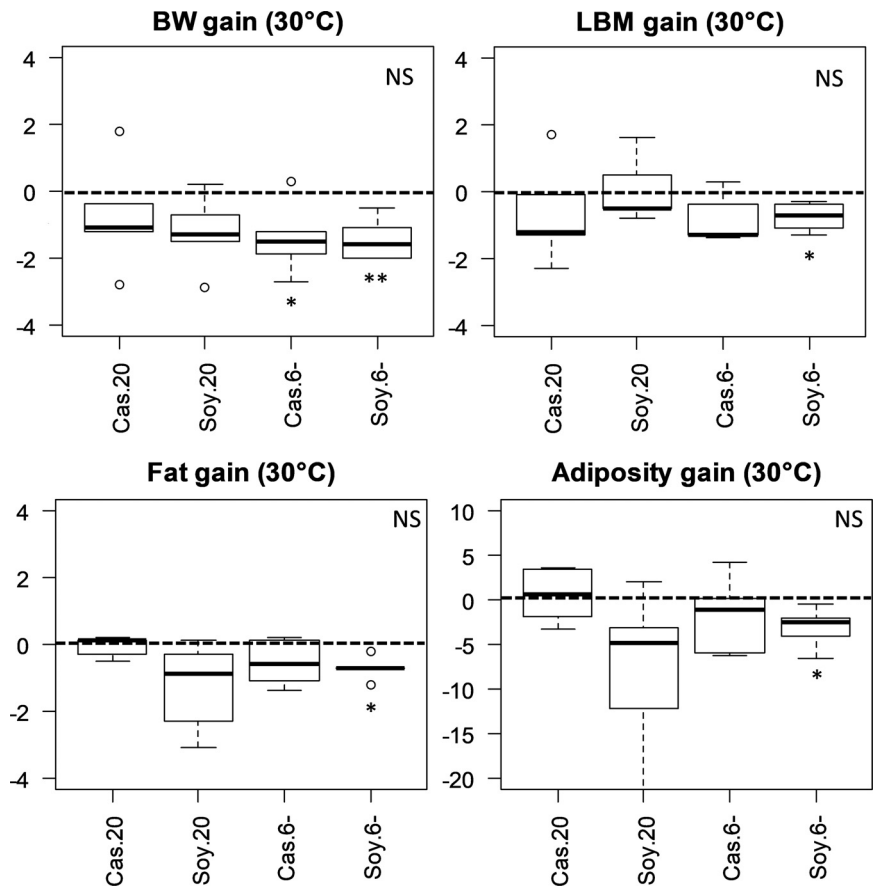 BW gain (30°C)
NS
4
2
0
-2
-4
Cas.20
Soy.20
Cas.6-
Soy.6-
*
**
LBM gain (30°C)
NS
4
2
0
-2
-4
Cas.20
Soy.20
Cas.6-
Soy.6-
*
Fat gain (30°C)
NS
4
2
0
-2
-4
Cas.20
Soy.20
Cas.6-
Soy.6-
*
Adiposity gain (30°C)
NS
10
5
0
-5
-10
-15
-20
Cas.20
Soy.20
Cas.6-
Soy.6-
*